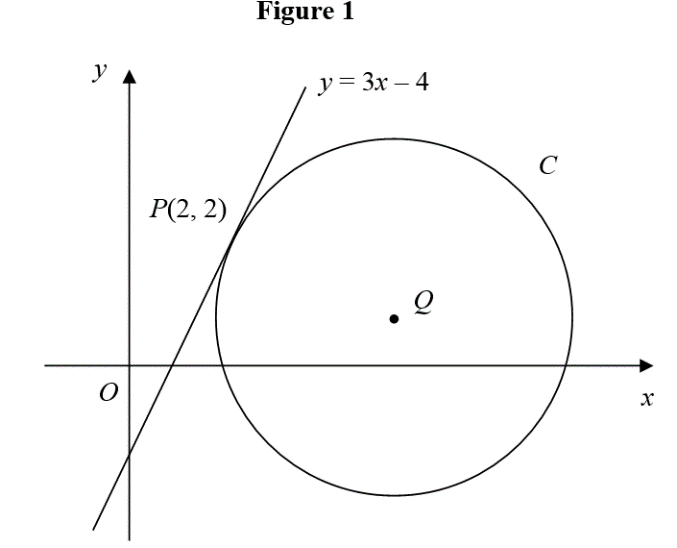 Figure 1
y
y = 3x – 4
C
P(2, 2)
Q
O
x